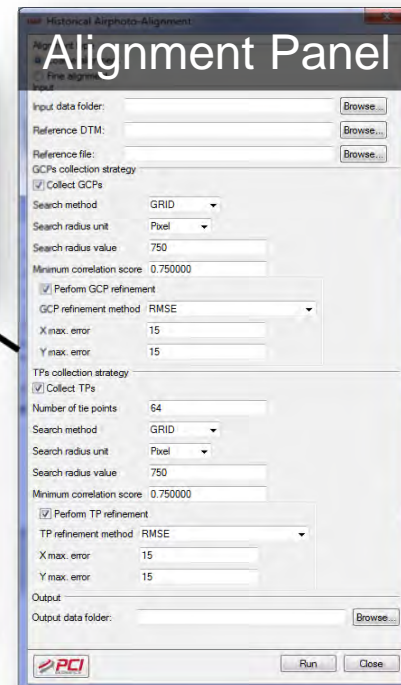 Historical Airphoto-Alignment
Alignment Panel
Fine alignment
Input
Input data folder: Browse...
Reference DTM: Browse...
Reference file: Browse...
GCPs collection strategy
Collect GCPs
Search method GRID
Search radius unit Pixel
Search radius value 750
Minimum correlation score 0.750000
Perform GCP refinement
GCP refinement method RMSE
X max. error 15
Y max. error 15
TPs collection strategy
Collect TPs
Number of tie points 64
Search method GRID
Search radius unit Pixel
Search radius value 750
Minimum correlation score 0.750000
Perform TP refinement
TP refinement method RMSE
X max. error 15
Y max. error 15
Output
Output data folder: Browse...
PCI Run Close